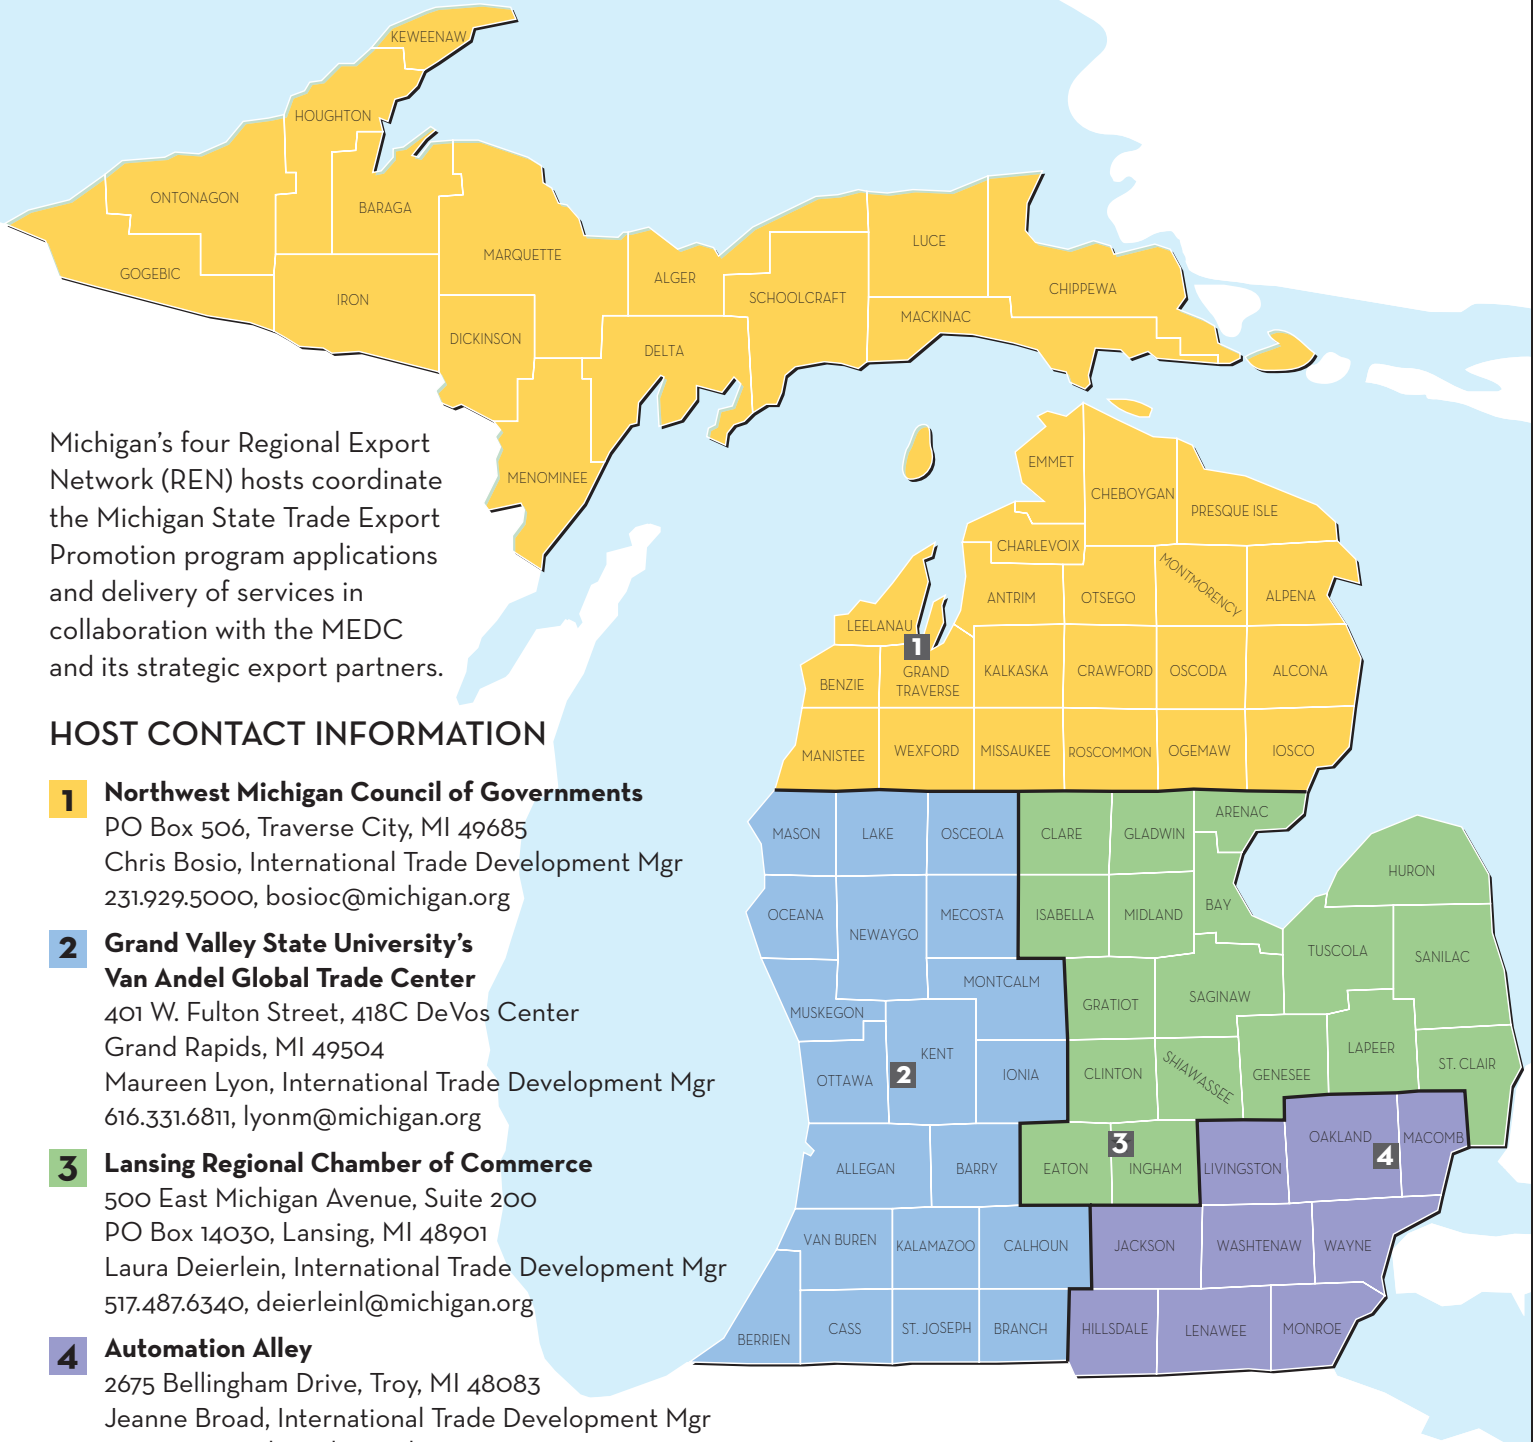 KEWEENAW
HOUGHTON
ONTONAGON
BARAGA
GOGEBIC
IRON
MARQUETTE
DICKINSON
ALGER
SCHOOLCRAFT
DELTA
MENOMINEE
LUCE
CHIPPEWA
MACKINAC
EMMET
CHEBOYGAN
PRESQUE ISLE
CHARLEVOIX
ANTRIM
OTSEGO
MONTMORENCY
ALPENA
LEELANAU
1
BENZIE
GRAND
TRAVERSE
KALKASKA
CRAWFORD
OSCODA
ALCONA
MANISTEE
WEXFORD
MISSAUKEE
ROSCOMMON
OGEMAW
IOSCO
MASON
LAKE
OSCEOLA
CLARE
GLADWIN
ARENAC
HURON
OCEANA
NEWAYGO
MECOSTA
ISABELLA
MIDLAND
BAY
TUSCOLA
SANILAC
MUSKEGON
MONTCALM
GRATIOT
SAGINAW
LAPEER
ST. CLAIR
OTTAWA
2
KENT
IONIA
CLINTON
SHIAWASSEE
GENESEE
ALLEGAN
BARRY
EATON
3
INGHAM
LIVINGSTON
OAKLAND
4
MACOMB
VAN BUREN
KALAMAZOO
CALHOUN
JACKSON
WASHTENAW
WAYNE
BERRIEN
CASS
ST. JOSEPH
BRANCH
HILLSDALE
LENAWEE
MONROE
Michigan's four Regional Export
Network (REN) hosts coordinate
the Michigan State Trade Export
Promotion program applications
and delivery of services in
collaboration with the MEDC
and its strategic export partners.
HOST CONTACT INFORMATION
1 Northwest Michigan Council of Governments
PO Box 506, Traverse City, MI 49685
Chris Bosio, International Trade Development Mgr
231.929.5000, bosioc@michigan.org
2 Grand Valley State University's
Van Andel Global Trade Center
401 W. Fulton Street, 418C DeVos Center
Grand Rapids, MI 49504
Maureen Lyon, International Trade Development Mgr
616.331.6811, lyonm@michigan.org
3 Lansing Regional Chamber of Commerce
500 East Michigan Avenue, Suite 200
PO Box 14030, Lansing, MI 48901
Laura Deierlein, International Trade Development Mgr
517.487.6340, deierleinl@michigan.org
4 Automation Alley
2675 Bellingham Drive, Troy, MI 48083
Jeanne Broad, International Trade Development Mgr